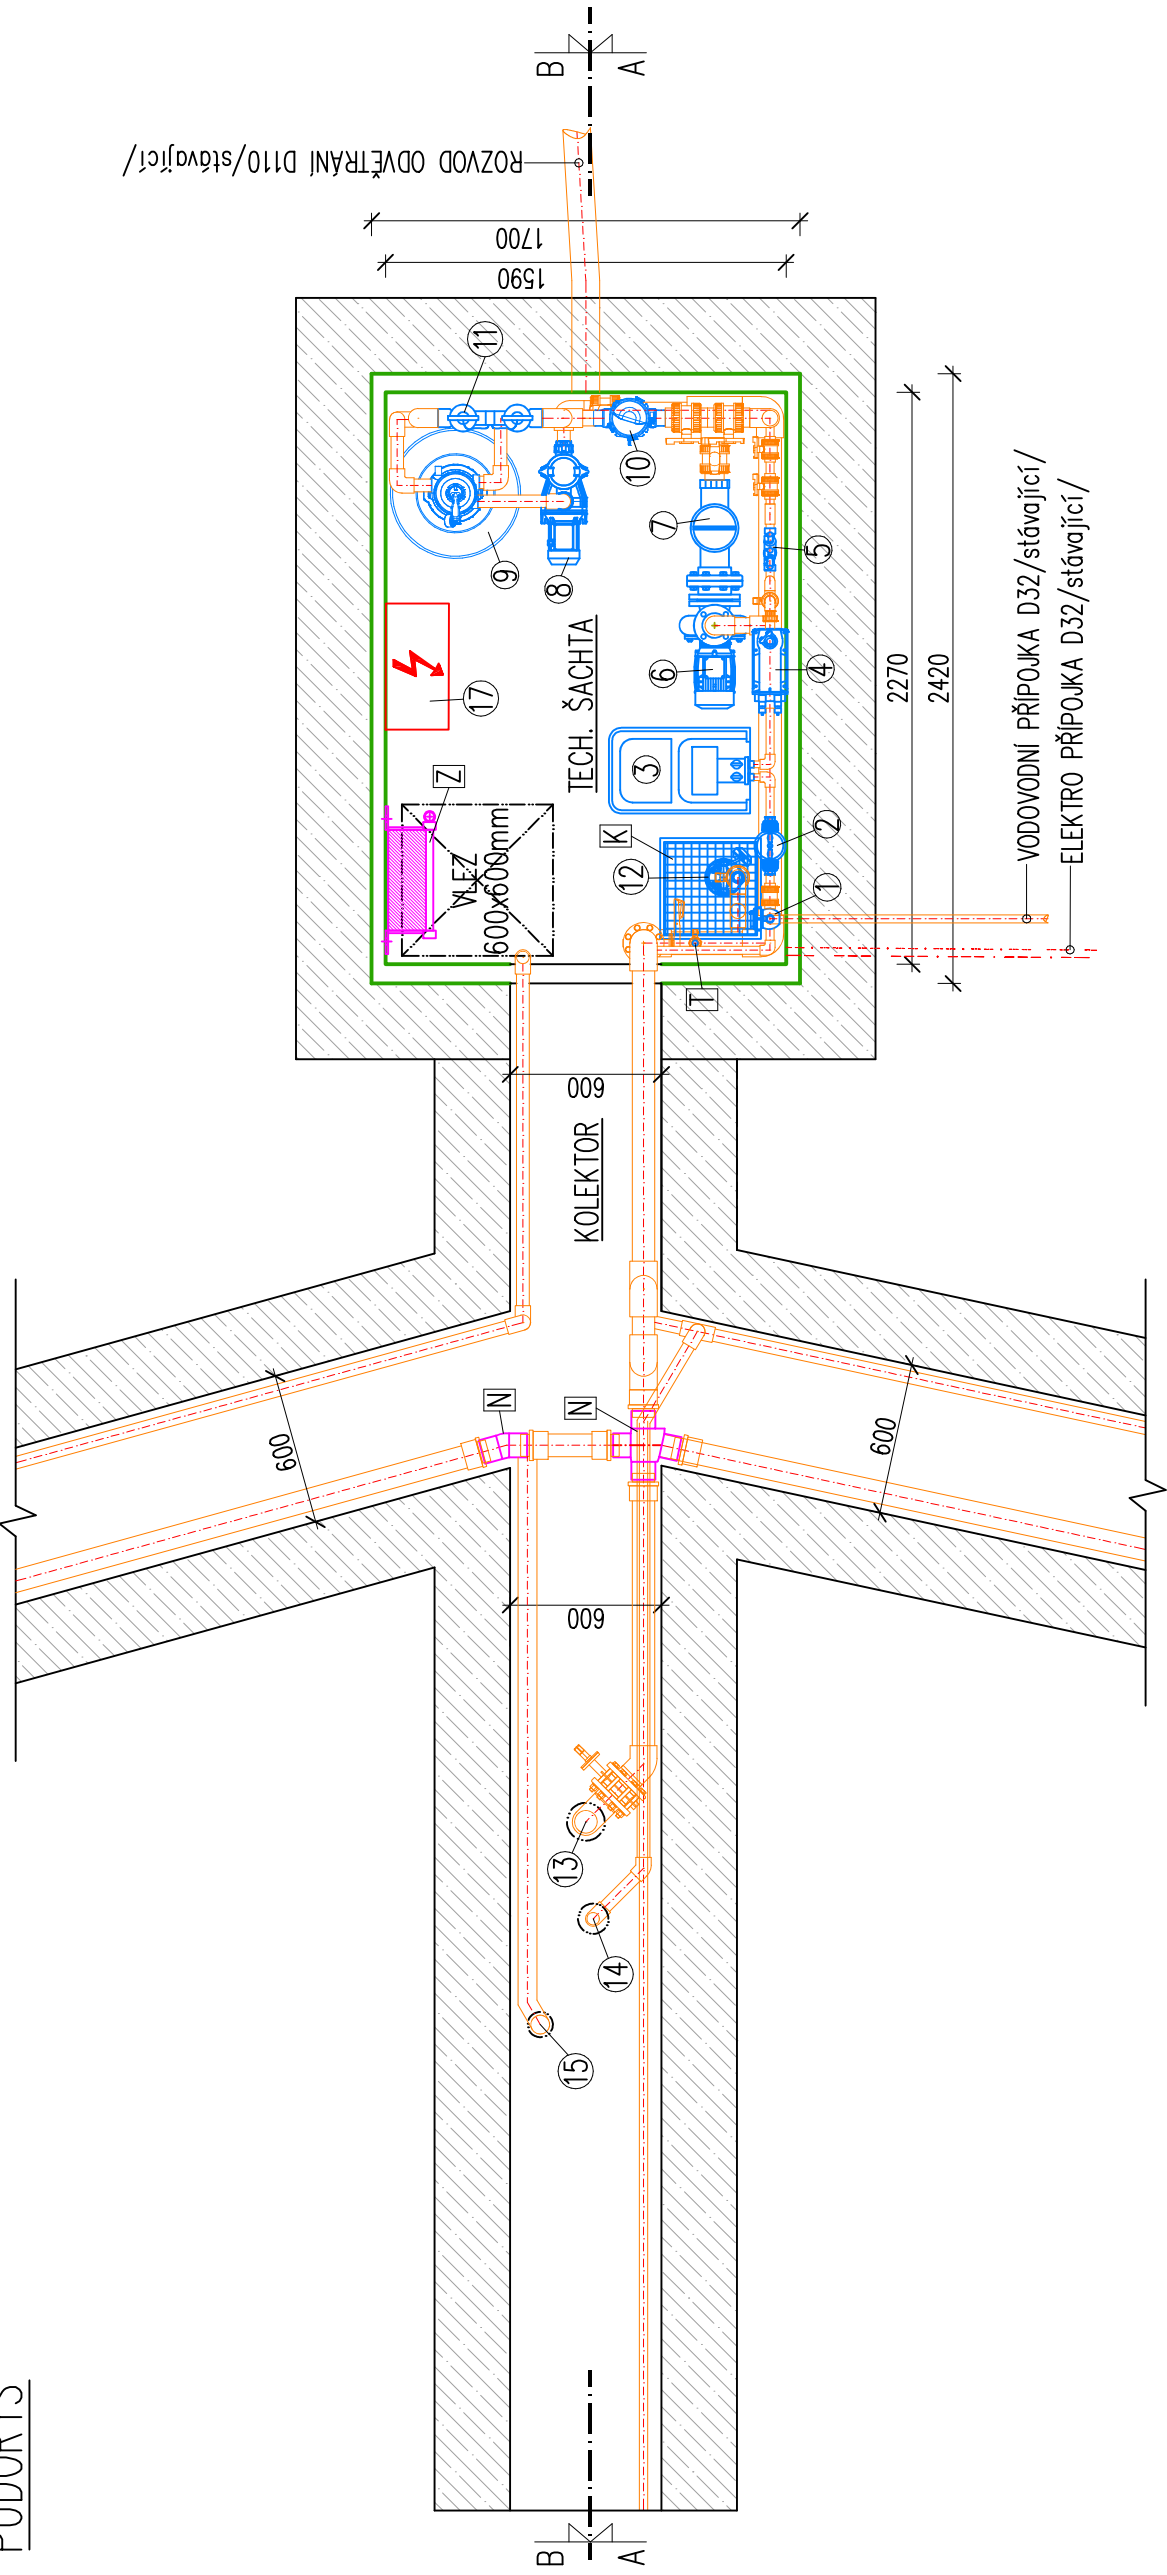 PŮDORYS
B
A
ROZVOD ODVĚTRÁNÍ D110/stávající/
1700
1590
11
10
9
8
7
5
6
4
TECH. ŠACHTA
17
3
Z
VLEZ
600x600mm
K
12
2
1
T
2270
2420
VODOVODNÍ PŘÍPOJKA D32/stávající/
ELEKTRO PŘÍPOJKA D32/stávající/
600
KOLEKTOR
N
N
600
600
600
13
14
15
B
A